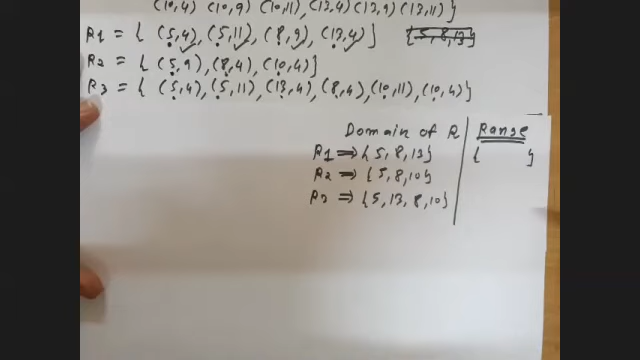 (10,4) (10,9) (10,11), (13,4) (13,9) (13,11) }
R1 = { (5,4), (5,11) (8,9), (13,4) } {5,8,13}
R2 = { (5,9), (8,4), (10,4) }
R3 = { (5,4), (5,11), (13,4), (8,4), (10,11), (10,4) }
Domain of R Range
R1 ⇒ {5,8,13} { }
R2 ⇒ {5,8,10}
R3 ⇒ {5,13,8,10}